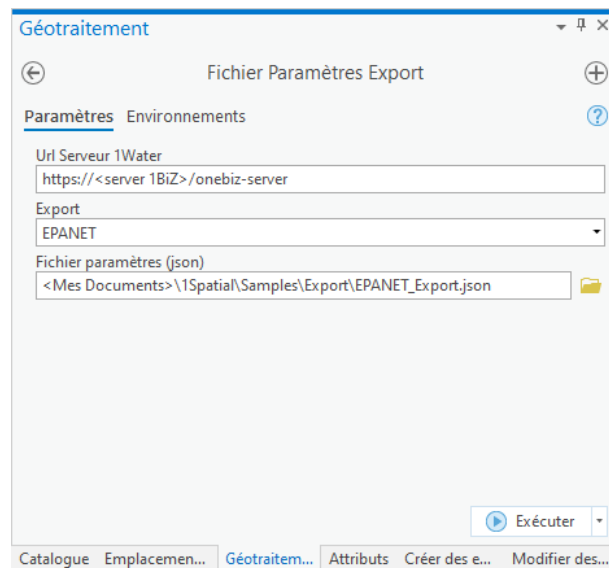 Géotraitement
Fichier Paramètres Export
Paramètres Environnements
Url Serveur 1Water
https://<server 1BiZ>/onebiz-server
Export
EPANET
Fichier paramètres (json)
<Mes Documents>\1Spatial\Samples\Export\EPANET_Export.json
Exécuter
Catalogue Emplacemen... Géotraitem... Attributs Créer des e... Modifier des...